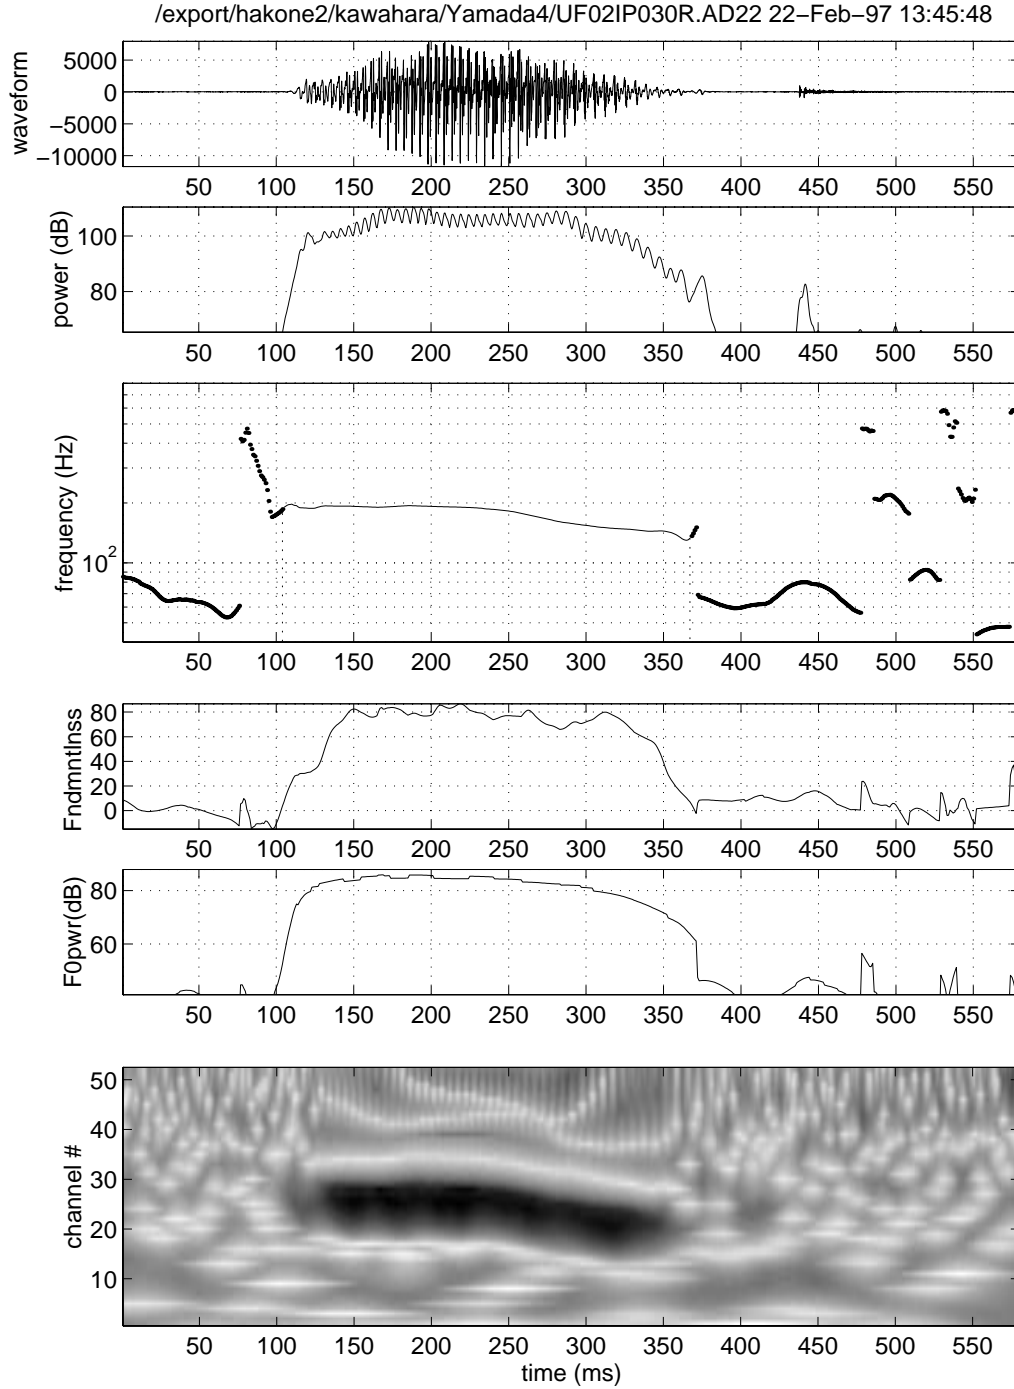 /export/hakone2/kawahara/Yamada4/UF02IP030R.AD22 22−Feb−97 13:45:48
waveform
5000
0
−5000
−10000
50 100 150 200 250 300 350 400 450 500 550
power (dB)
100
80
50 100 150 200 250 300 350 400 450 500 550
frequency (Hz)
10^2
50 100 150 200 250 300 350 400 450 500 550
Fndmntlnss
80
60
40
20
0
50 100 150 200 250 300 350 400 450 500 550
F0pwr(dB)
80
60
50 100 150 200 250 300 350 400 450 500 550
channel #
50
40
30
20
10
50 100 150 200 250 300 350 400 450 500 550
time (ms)